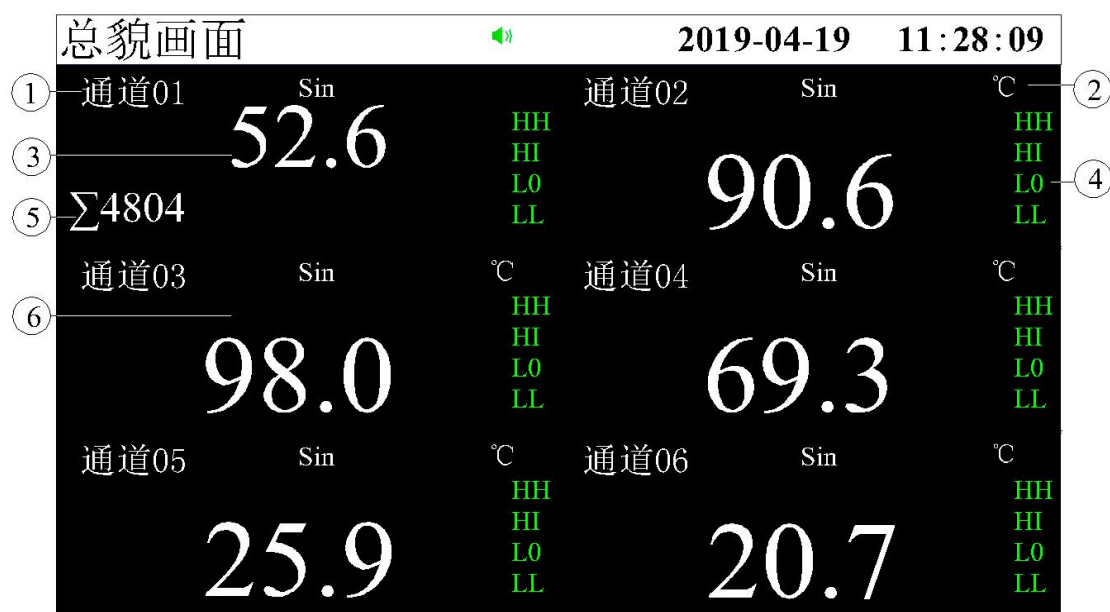 总貌画面 2019-04-19 11:28:09
① 通道01 Sin
52.6
③
∑4804
⑤
HH
HI
L0
LL
通道02 Sin ℃ ②
90.6
HH
HI
L0 ④
LL
通道03 Sin ℃
⑥
98.0
HH
HI
L0
LL
通道04 Sin ℃
69.3
HH
HI
L0
LL
通道05 Sin ℃
25.9
HH
HI
L0
LL
通道06 Sin ℃
20.7
HH
HI
L0
LL